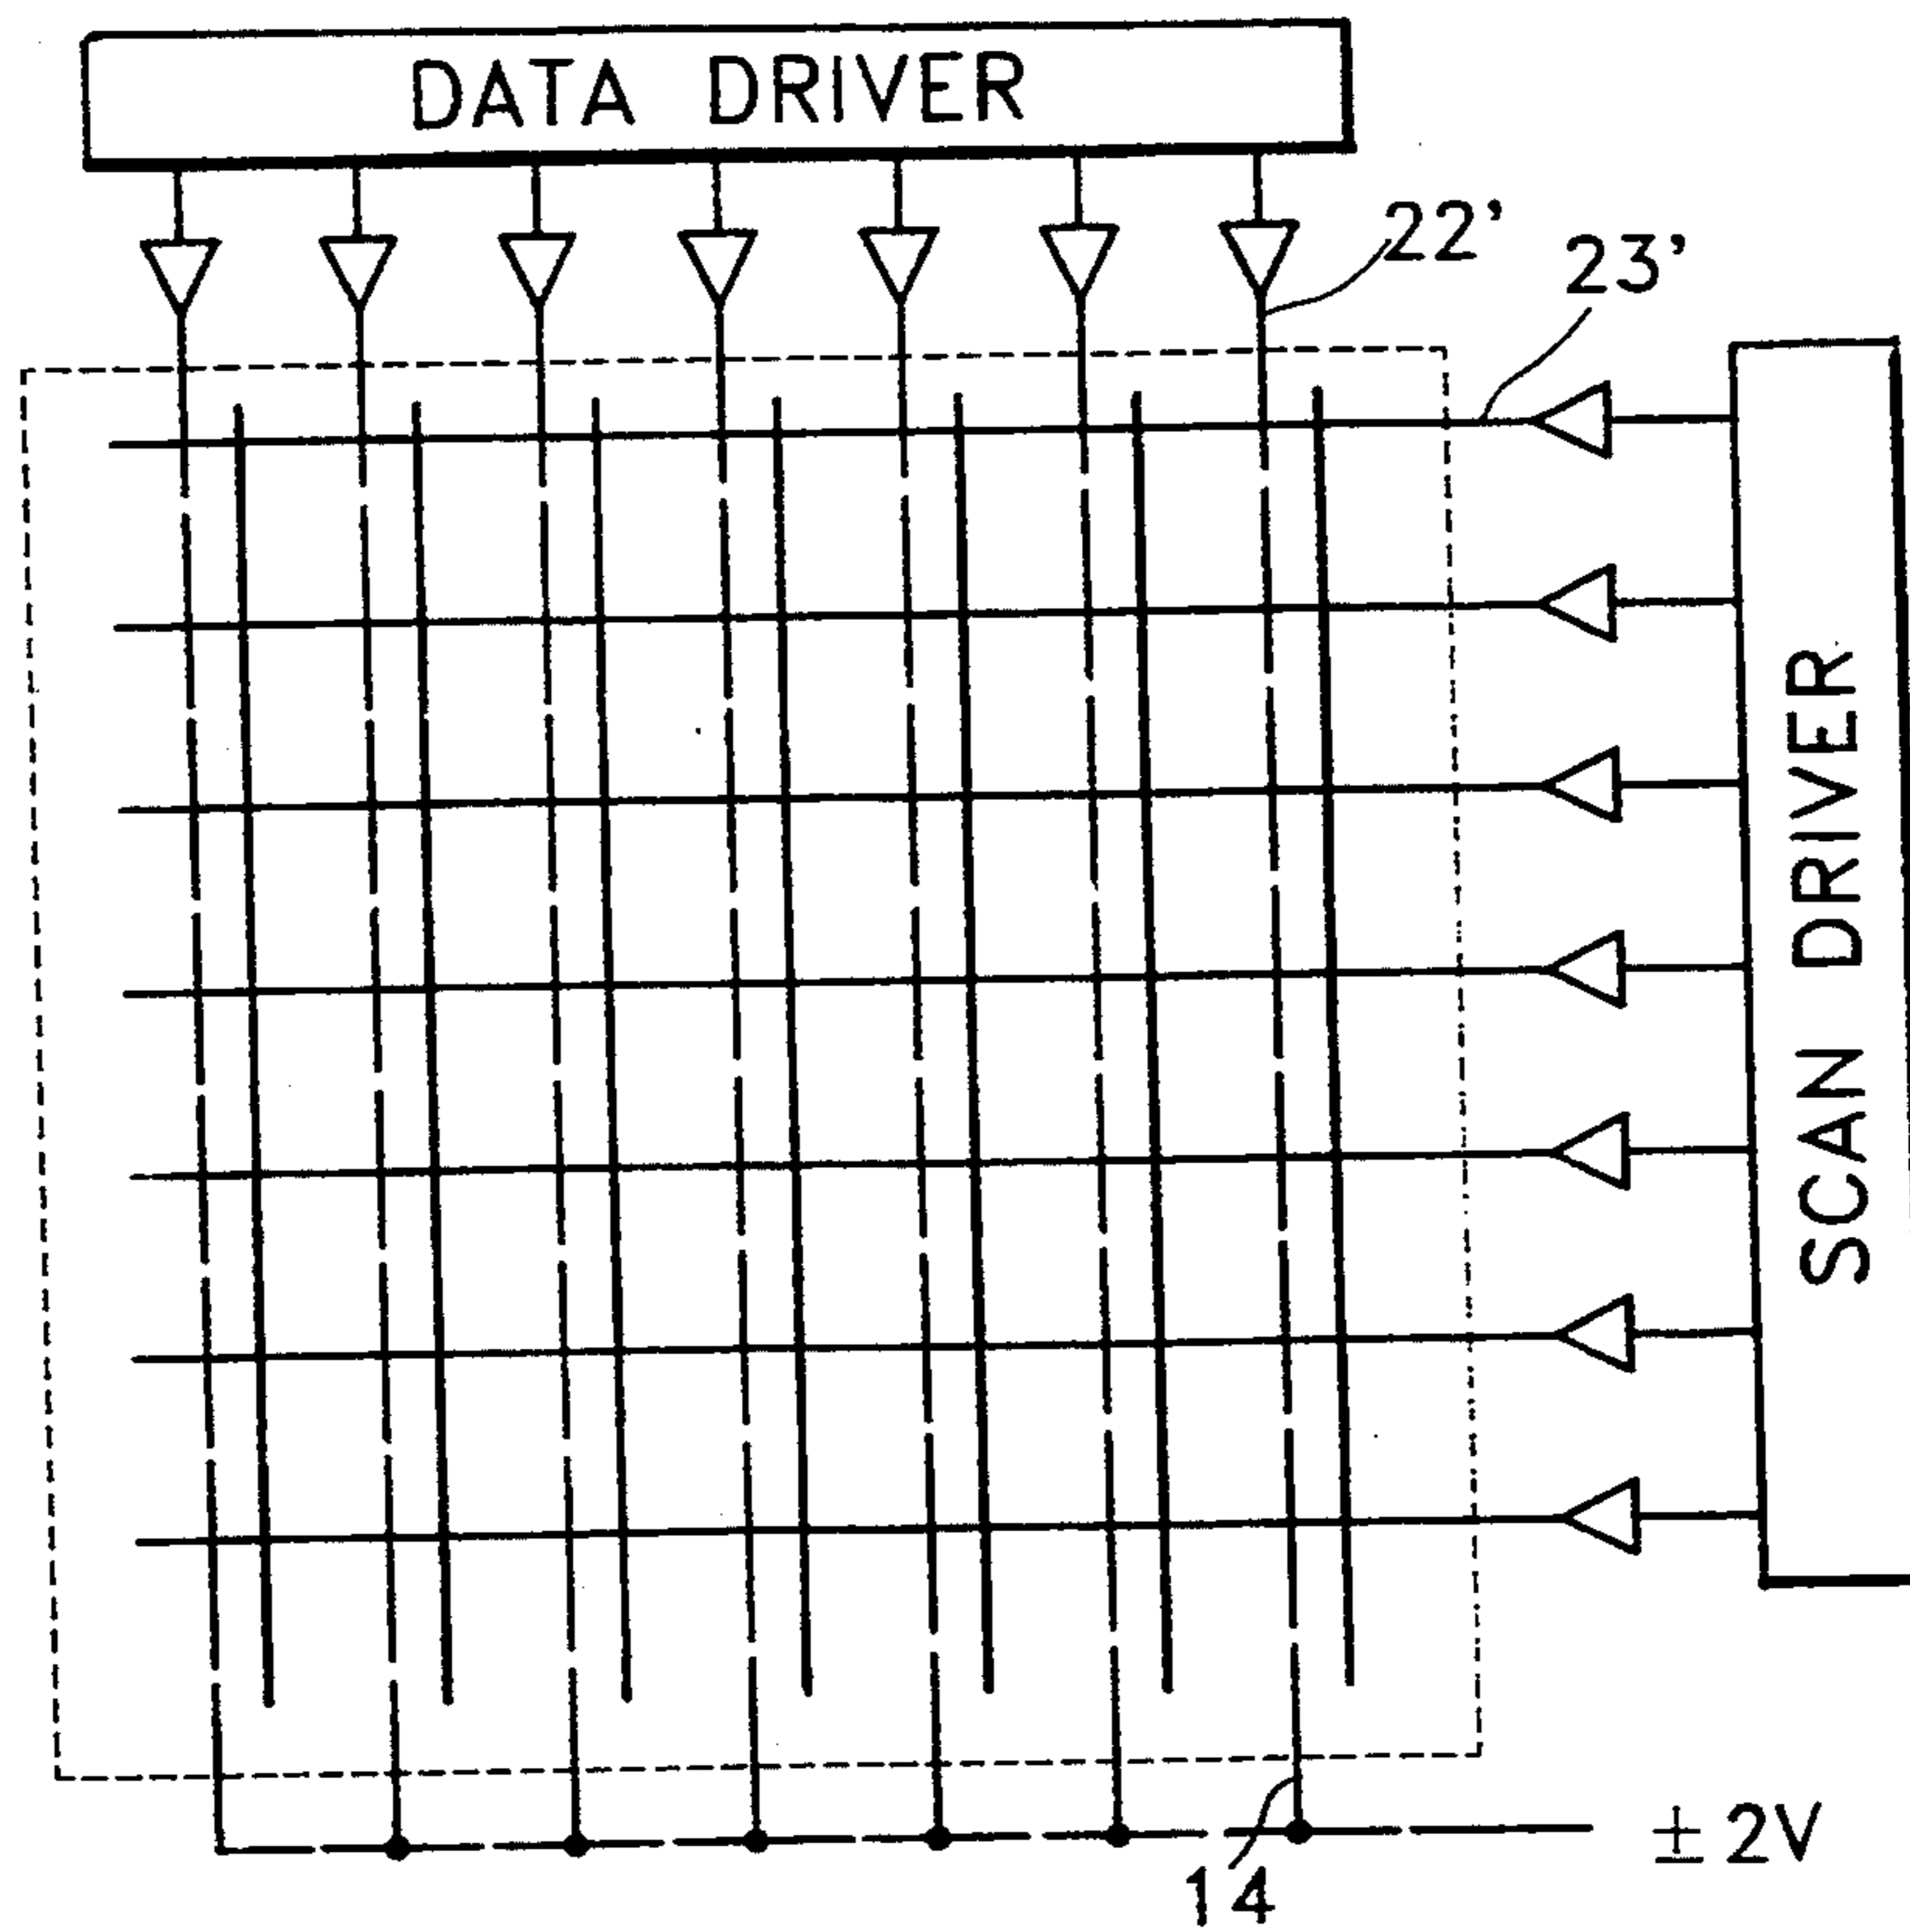 DATA DRIVER
22'
23'
SCAN DRIVER
± 2V
14